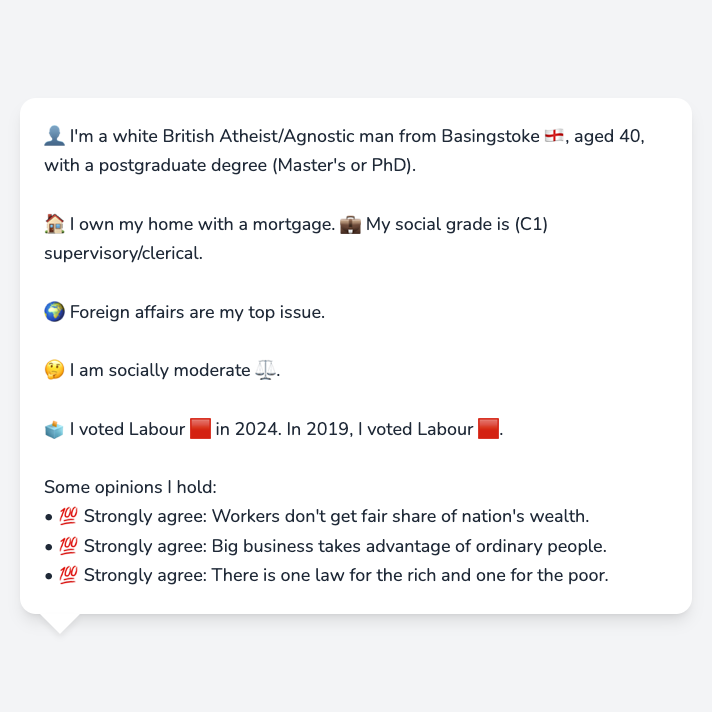 👤 I'm a white British Atheist/Agnostic man from Basingstoke 🏴󠁧󠁢󠁥󠁮󠁧󠁿, aged 40,
with a postgraduate degree (Master's or PhD).
🏠 I own my home with a mortgage. 💼 My social grade is (C1)
supervisory/clerical.
🌍 Foreign affairs are my top issue.
🤔 I am socially moderate ⚖️.
🗳️ I voted Labour 🟥 in 2024. In 2019, I voted Labour 🟥.
Some opinions I hold:
• 💯 Strongly agree: Workers don't get fair share of nation's wealth.
• 💯 Strongly agree: Big business takes advantage of ordinary people.
• 💯 Strongly agree: There is one law for the rich and one for the poor.